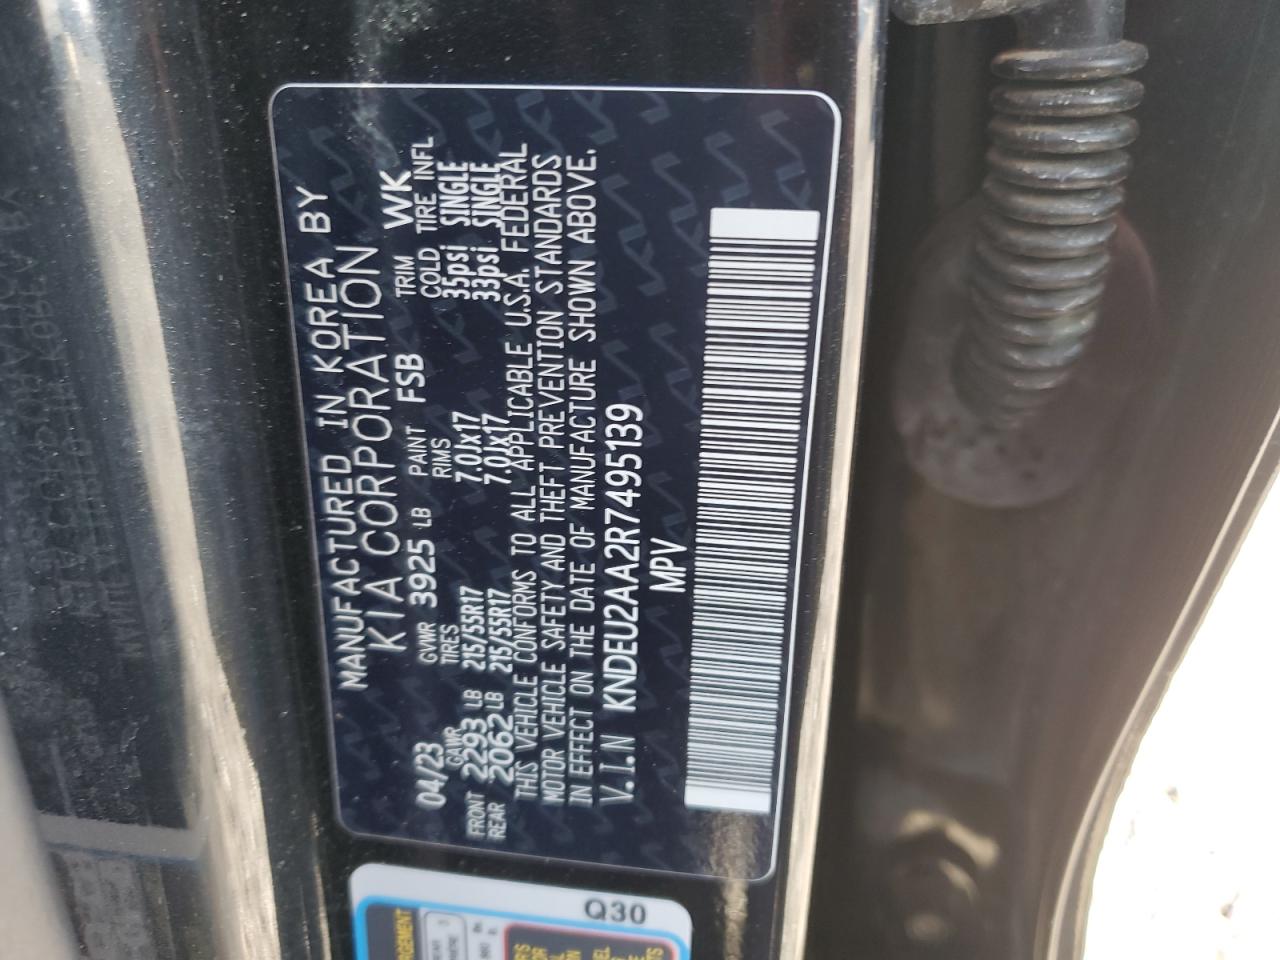 MANUFACTURED IN KOREA BY
KIA CORPORATION
04/23 GVWR 3925 LB PAINT FSB TRIM WK
GAWR TIRES RIMS COLD TIRE INFL
FRONT 2293 LB 215/55R17 7.0Jx17 35psi SINGLE
REAR 2062 LB 215/55R17 7.0Jx17 33psi SINGLE
THIS VEHICLE CONFORMS TO ALL APPLICABLE U.S.A. FEDERAL
MOTOR VEHICLE SAFETY AND THEFT PREVENTION STANDARDS
IN EFFECT ON THE DATE OF MANUFACTURE SHOWN ABOVE.
V.I.N KNDEU2AA2R7495139
MPV
Q30